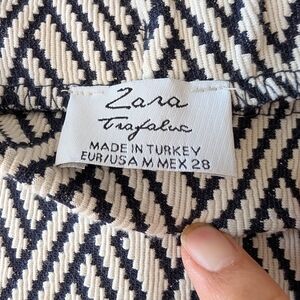 Zara
Trafaluc
MADE IN TURKEY
EUR/USA M MEX 28